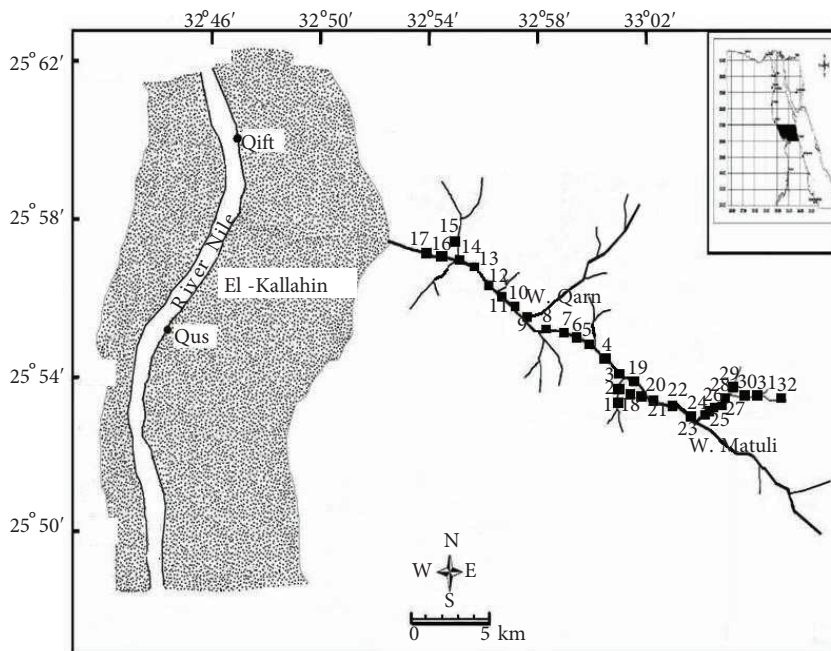 32°46′ 32°50′ 32°54′ 32°58′ 33°02′
25°62′
Qift
25°58′
15
17 16 14
13
12
River Nile
El -Kallahin
10
11
W. Qarn
9 8 7 6 5
Qus
4
25°54′
3 19
29
2 20 22 28 30 31 32
1 18 21 24 26
23 25 27
W. Matuli
25°50′
N
W E
S
0 5 km